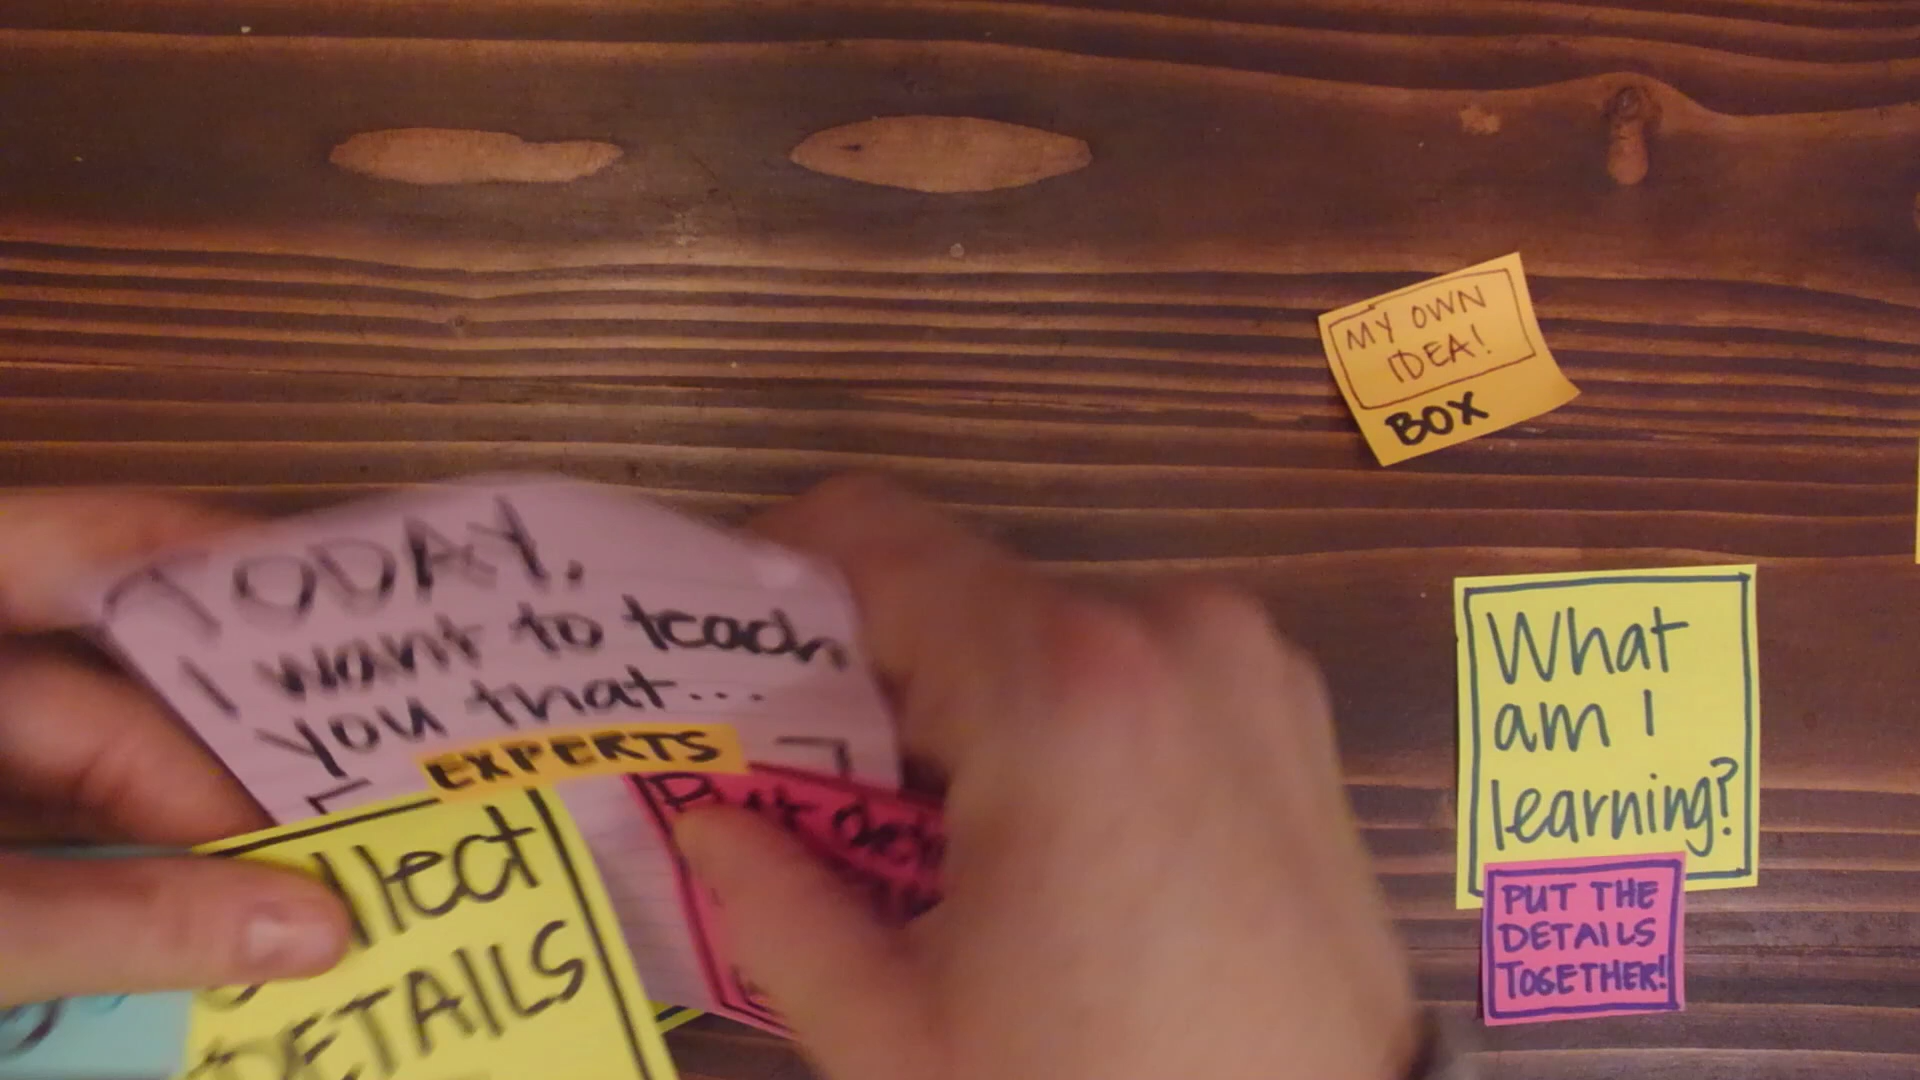 MY OWN
IDEA!
BOX
TODAY,
I want to teach
you that...
EXPERTS
DETAILS
What
am I
learning?
PUT THE
DETAILS
TOGETHER!